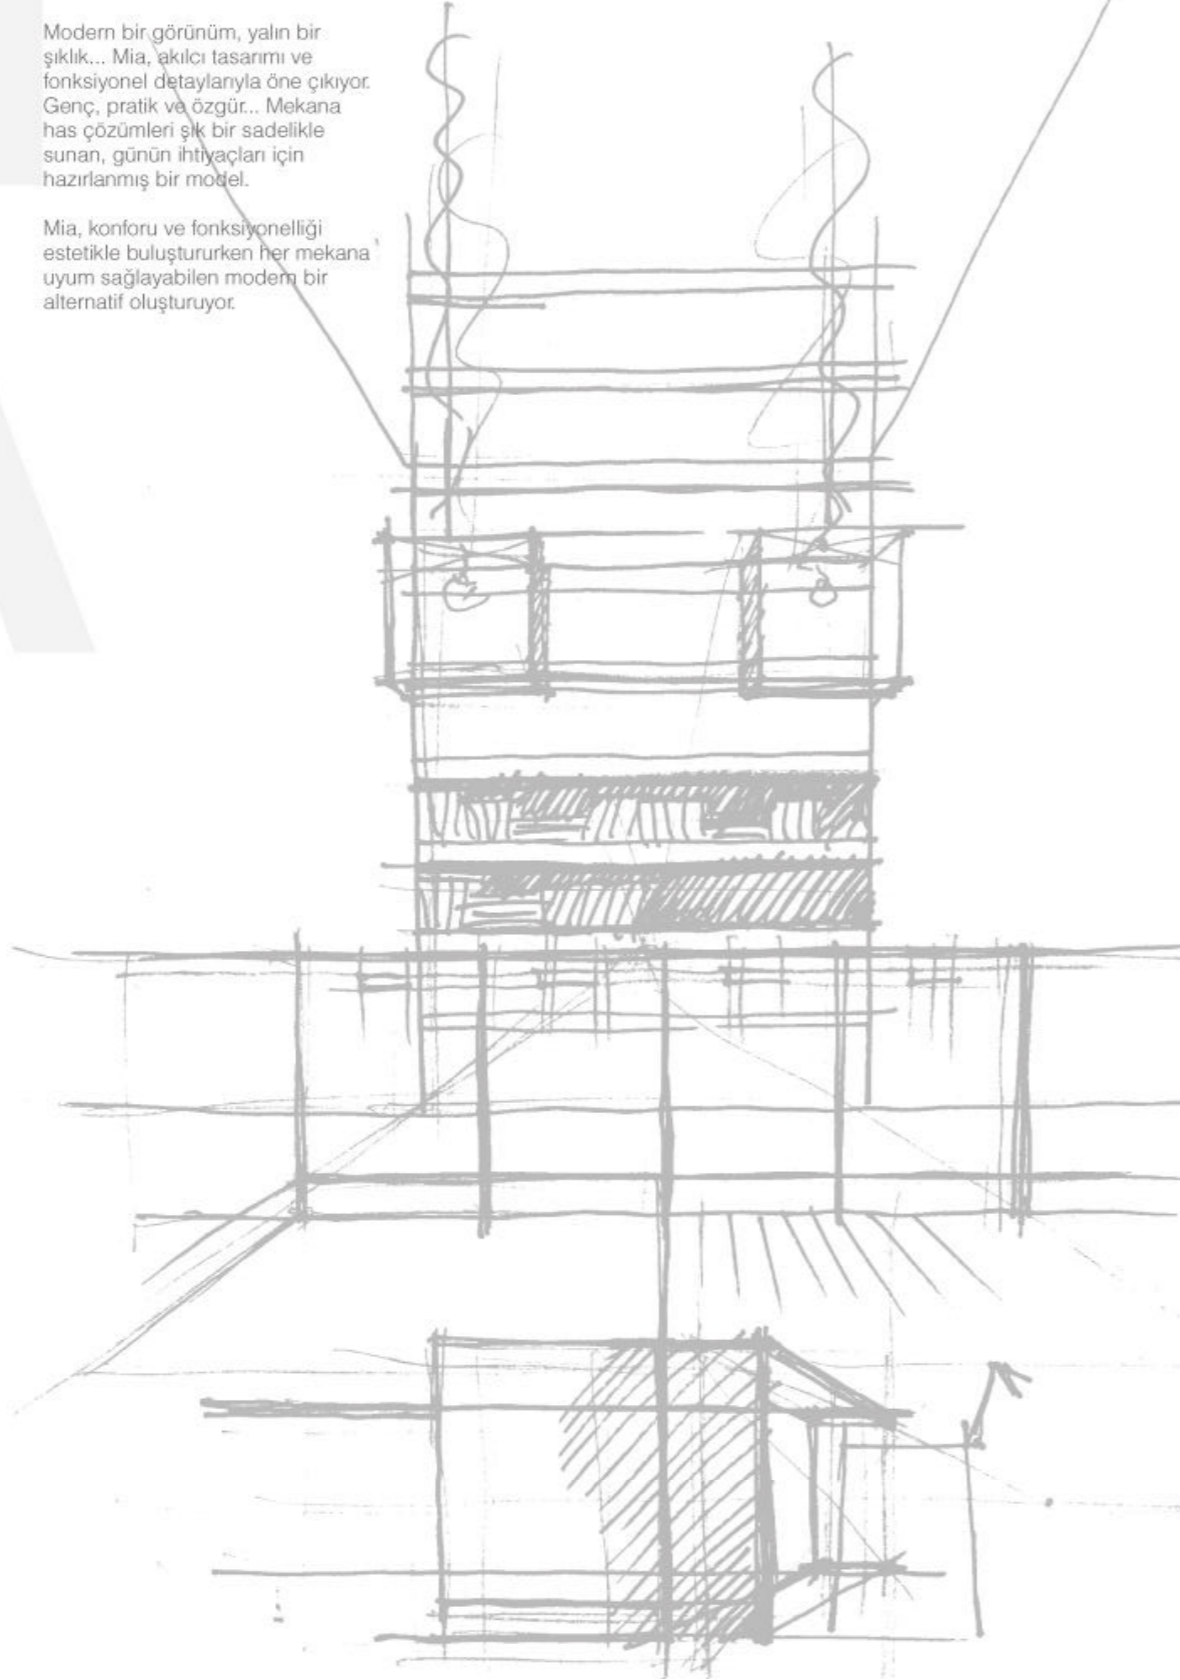 Modern bir görünüm, yalın bir
şıklık... Mia, akılcı tasarımı ve
fonksiyonel detaylarıyla öne çıkıyor.
Genç, pratik ve özgür... Mekana
has çözümleri şık bir sadelikle
sunan, günün ihtiyaçları için
hazırlanmış bir model.
Mia, konforu ve fonksiyonelliği
estetikle buluştururken her mekana
uyum sağlayabilen modern bir
alternatif oluşturuyor.